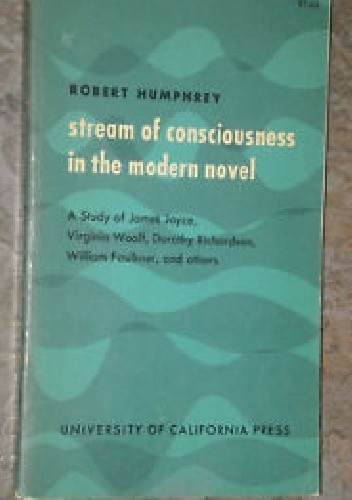 ROBERT HUMPHREY
stream of consciousness
in the modern novel
A Study of James Joyce,
Virginia Woolf, Dorothy Richardson,
William Faulkner, and others
UNIVERSITY OF CALIFORNIA PRESS